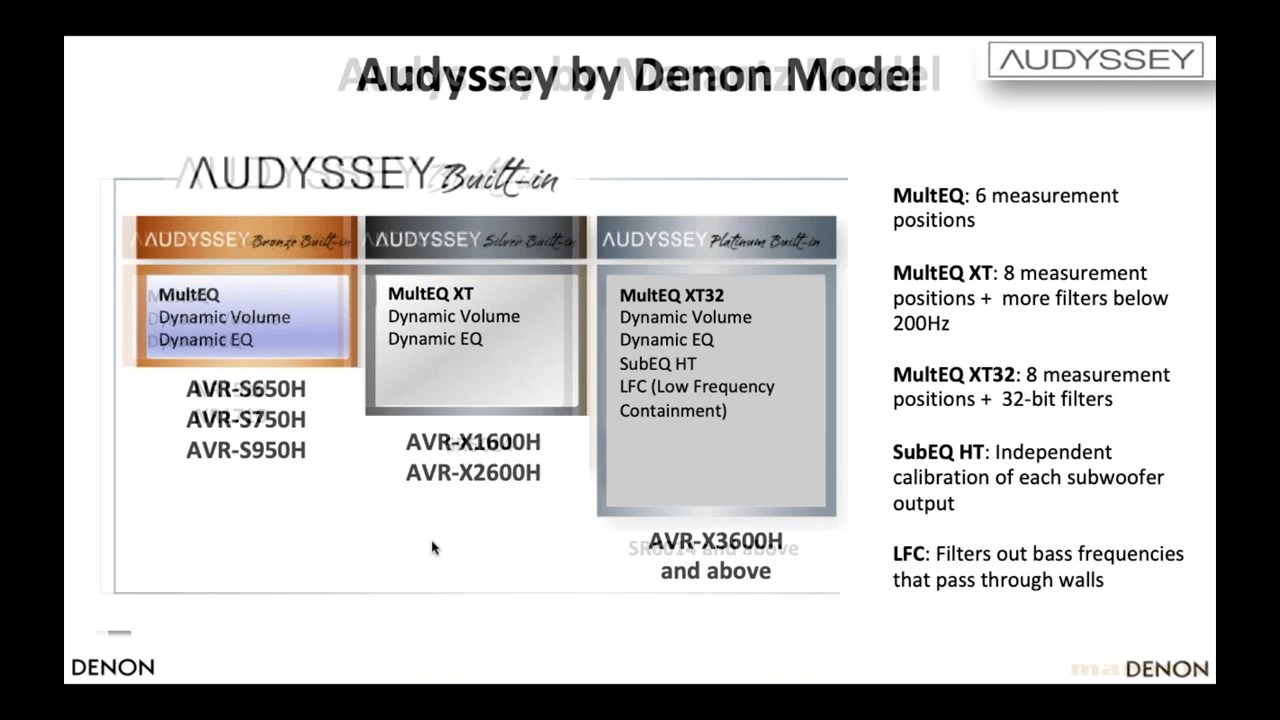 Audyssey by Denon Model
AUDYSSEY
AUDYSSEY Built-in
AUDYSSEY Bronze Built-in
MultEQ
Dynamic Volume
Dynamic EQ
AVR-S650H
AVR-S750H
AVR-S950H
AUDYSSEY Silver Built-in
MultEQ XT
Dynamic Volume
Dynamic EQ
AVR-X1600H
AVR-X2600H
AUDYSSEY Platinum Built-in
MultEQ XT32
Dynamic Volume
Dynamic EQ
SubEQ HT
LFC (Low Frequency
Containment)
AVR-X3600H
and above
MultEQ: 6 measurement
positions
MultEQ XT: 8 measurement
positions + more filters below
200Hz
MultEQ XT32: 8 measurement
positions + 32-bit filters
SubEQ HT: Independent
calibration of each subwoofer
output
LFC: Filters out bass frequencies
that pass through walls
DENON
DENON